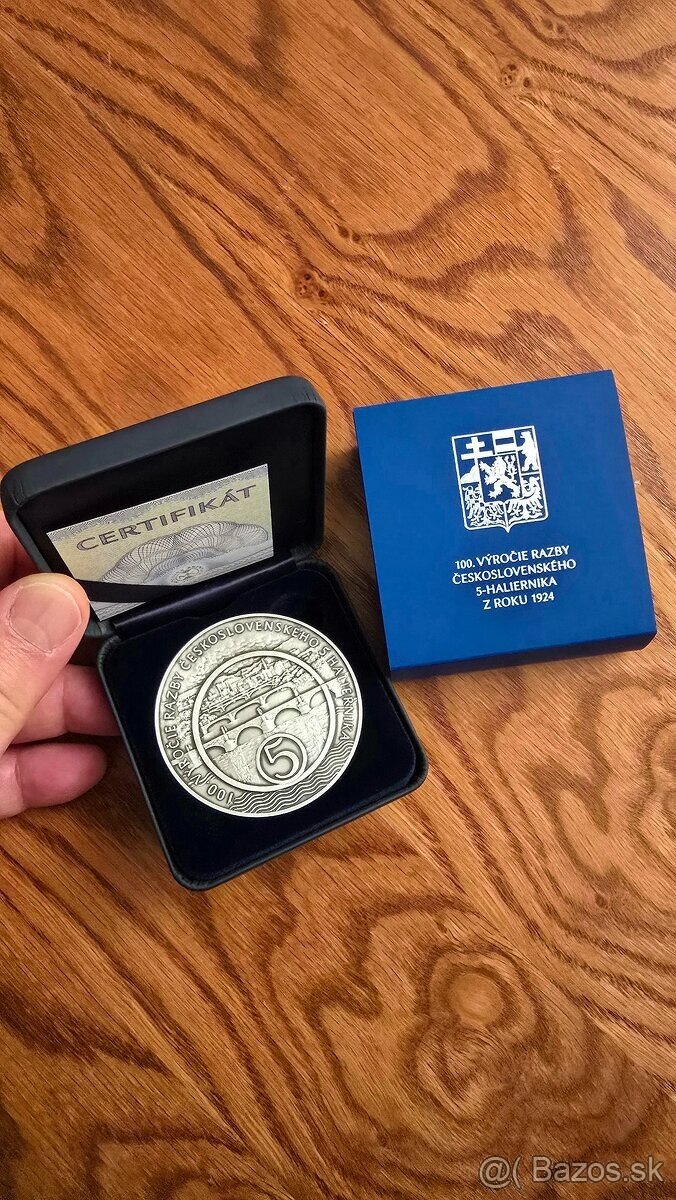 CERTIFIKÁT
100. VÝROČIE RAZBY
ČESKOSLOVENSKÉHO
5-HALIERNIKA
Z ROKU 1924
100. VÝROČIE RAZBY ČESKOSLOVENSKÉHO 5 HALIERNIKA
5
@( Bazos.sk